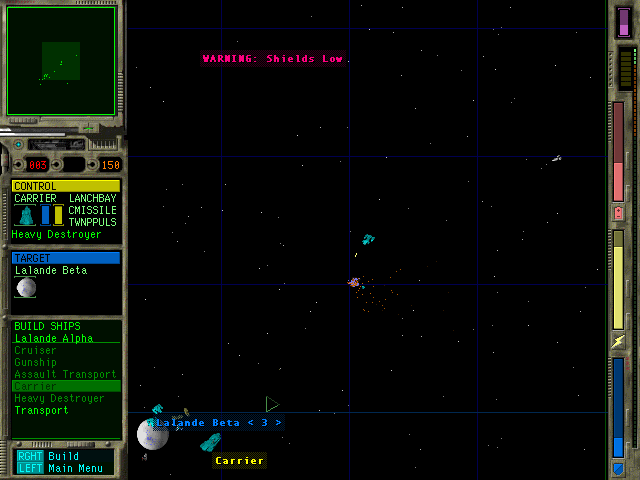 WARNING: Shields Low
003 150
CONTROL
CARRIER LANCHBAY
CMISSILE
TWNPPULS
Heavy Destroyer
TARGET
Lalande Beta
BUILD SHIPS
Lalande Alpha
Cruiser
Gunship
Assault Transport
Carrier
Heavy Destroyer
Transport
RGHT Build
LEFT Main Menu
Lalande Beta < 3 >
Carrier